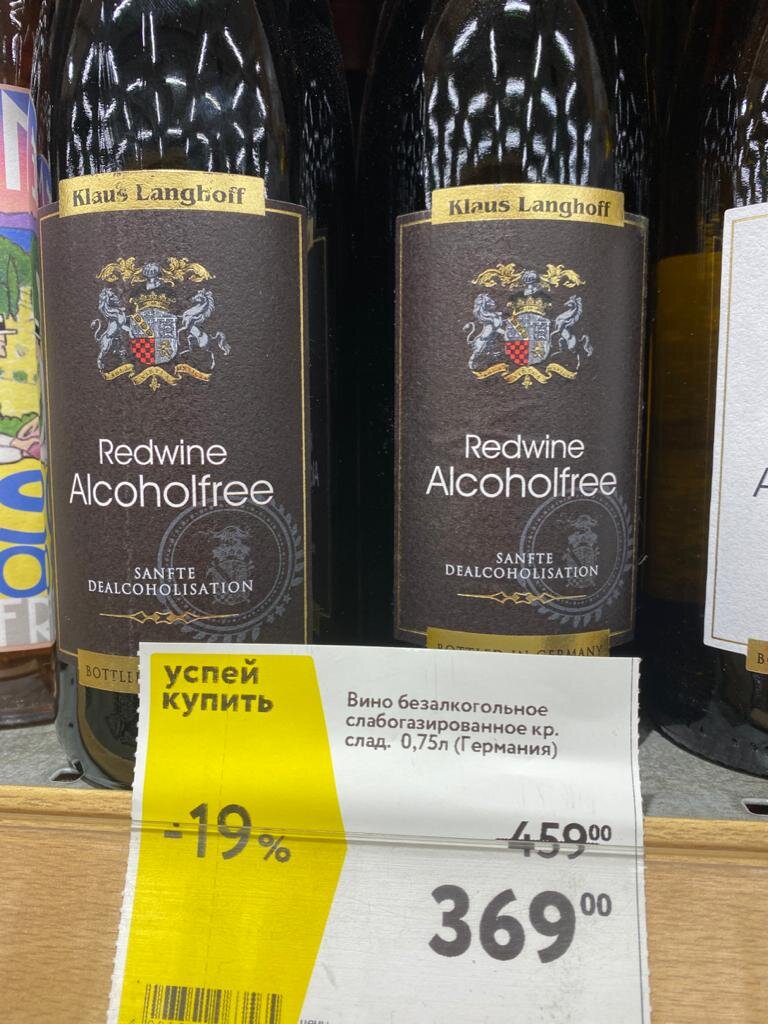 Klaus Langhoff
Redwine
Alcoholfree
SANFTE
DEALCOHOLISATION
Klaus Langhoff
Redwine
Alcoholfree
SANFTE
DEALCOHOLISATION
BOTTLED IN GERMANY
успей
купить
-19%
Вино безалкогольное
слабогазированное кр.
слад. 0,75л (Германия)
459⁰⁰
369⁰⁰